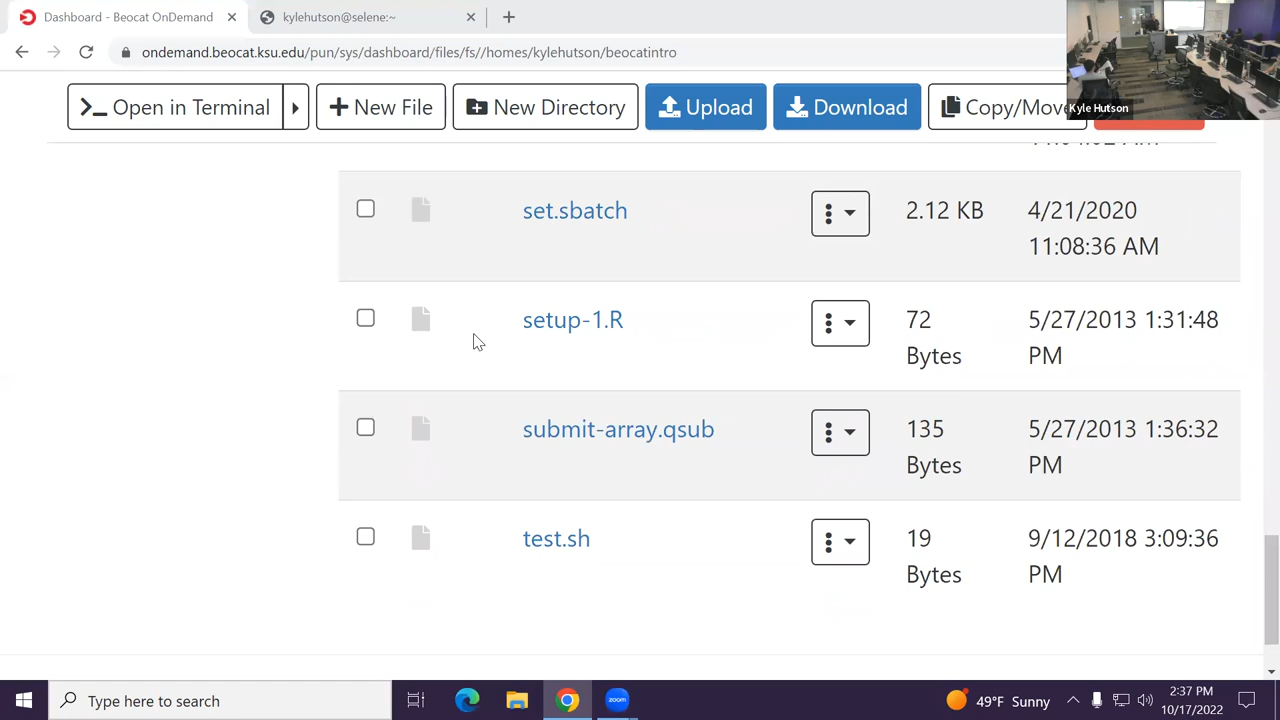 Dashboard - Beocat OnDemand
kylehutson@selene:~
ondemand.beocat.ksu.edu/pun/sys/dashboard/files/fs//homes/kylehutson/beocatintro
Open in Terminal
New File
New Directory
Upload
Download
Copy/Move
Kyle Hutson
set.sbatch 2.12 KB 4/21/2020
11:08:36 AM
setup-1.R 72 5/27/2013 1:31:48
Bytes PM
submit-array.qsub 135 5/27/2013 1:36:32
Bytes PM
test.sh 19 9/12/2018 3:09:36
Bytes PM
Type here to search
zoom
49°F Sunny
2:37 PM
10/17/2022